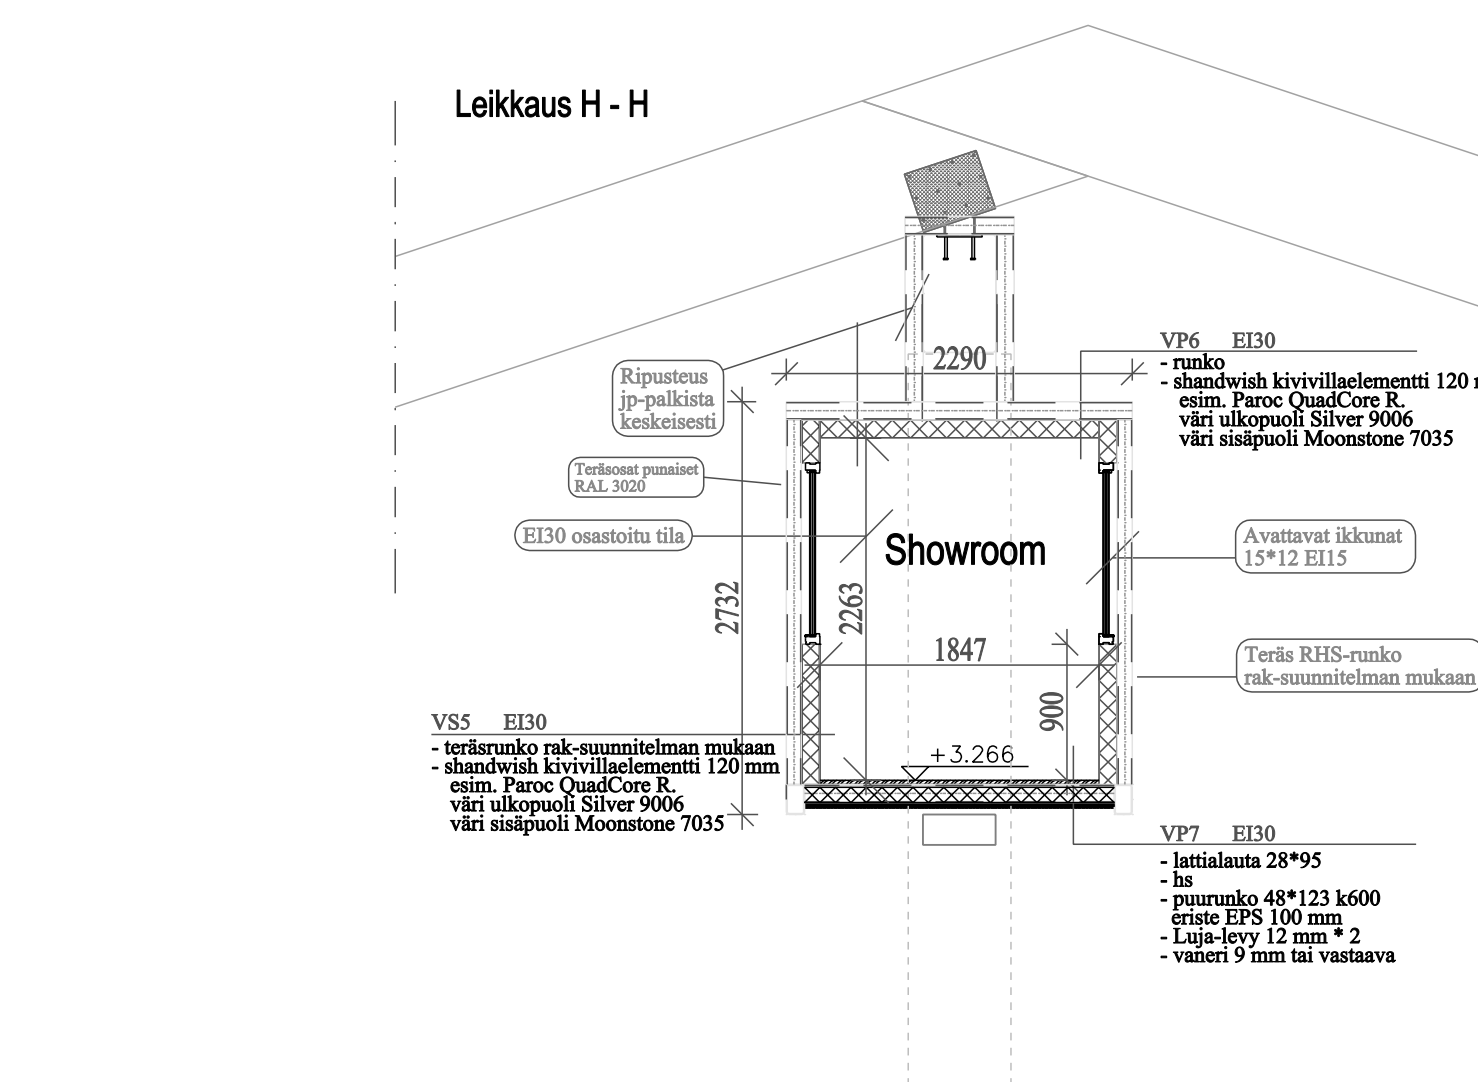 Leikkaus H - H
2290
VP6 EI30
- runko
- shandwish kivivillaelementti 120
esim. Paroc QuadCore R.
väri ulkopuoli Silver 9006
väri sisäpuoli Moonstone 7035
Ripusteus
jp-palkista
keskeisesti
Teräsosat punaiset
RAL 3020
EI30 osastoitu tila
Showroom
Avattavat ikkunat
15*12 EI15
2732
2263
1847
900
Teräs RHS-runko
rak-suunnitelman mukaan
+3.266
VS5 EI30
- teräsrunko rak-suunnitelman mukaan
- shandwish kivivillaelementti 120 mm
esim. Paroc QuadCore R.
väri ulkopuoli Silver 9006
väri sisäpuoli Moonstone 7035
VP7 EI30
- lattialauta 28*95
- hs
- puurunko 48*123 k600
eriste EPS 100 mm
- Luja-levy 12 mm * 2
- vaneri 9 mm tai vastaava